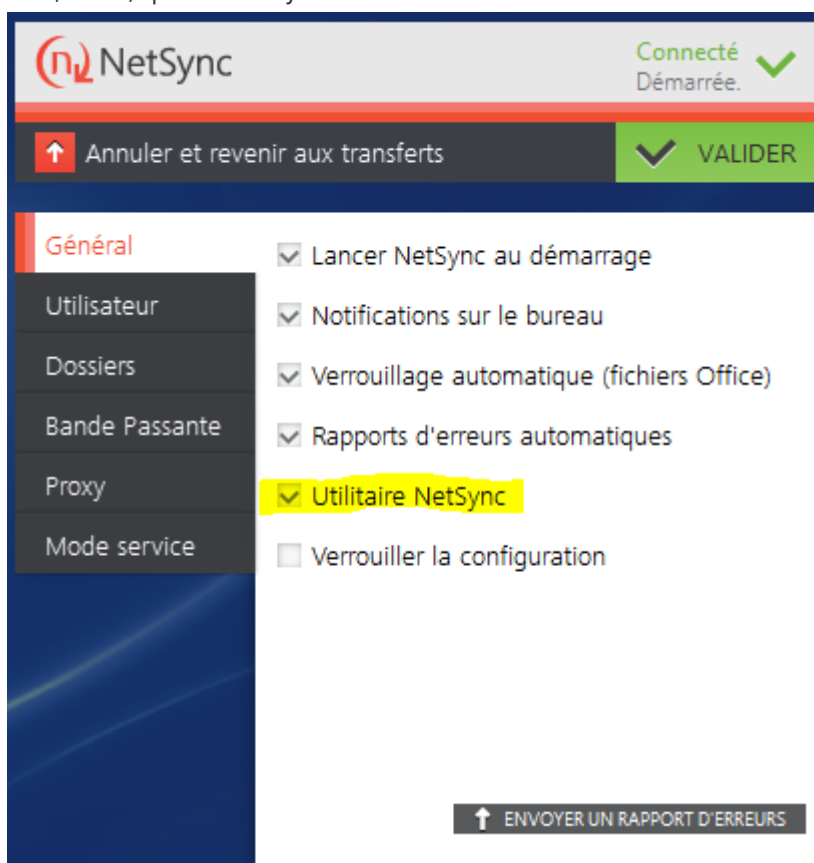 NetSync
Connecté
Démarrée.
Annuler et revenir aux transferts
VALIDER
Général
Utilisateur
Dossiers
Bande Passante
Proxy
Mode service
Lancer NetSync au démarrage
Notifications sur le bureau
Verrouillage automatique (fichiers Office)
Rapports d'erreurs automatiques
Utilitaire NetSync
Verrouiller la configuration
ENVOYER UN RAPPORT D'ERREURS